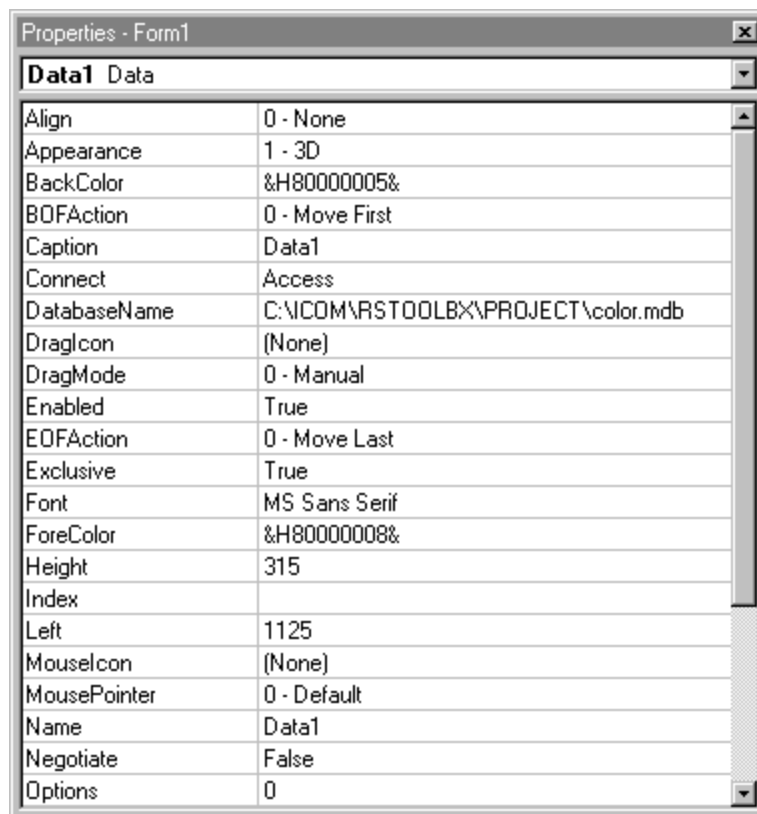 Properties - Form1
Data1 Data
Align 0 - None
Appearance 1 - 3D
BackColor &H80000005&
BOFAction 0 - Move First
Caption Data1
Connect Access
DatabaseName C:\ICOM\RSTOOLBX\PROJECT\color.mdb
DragIcon (None)
DragMode 0 - Manual
Enabled True
EOFAction 0 - Move Last
Exclusive True
Font MS Sans Serif
ForeColor &H80000008&
Height 315
Index
Left 1125
MouseIcon (None)
MousePointer 0 - Default
Name Data1
Negotiate False
Options 0